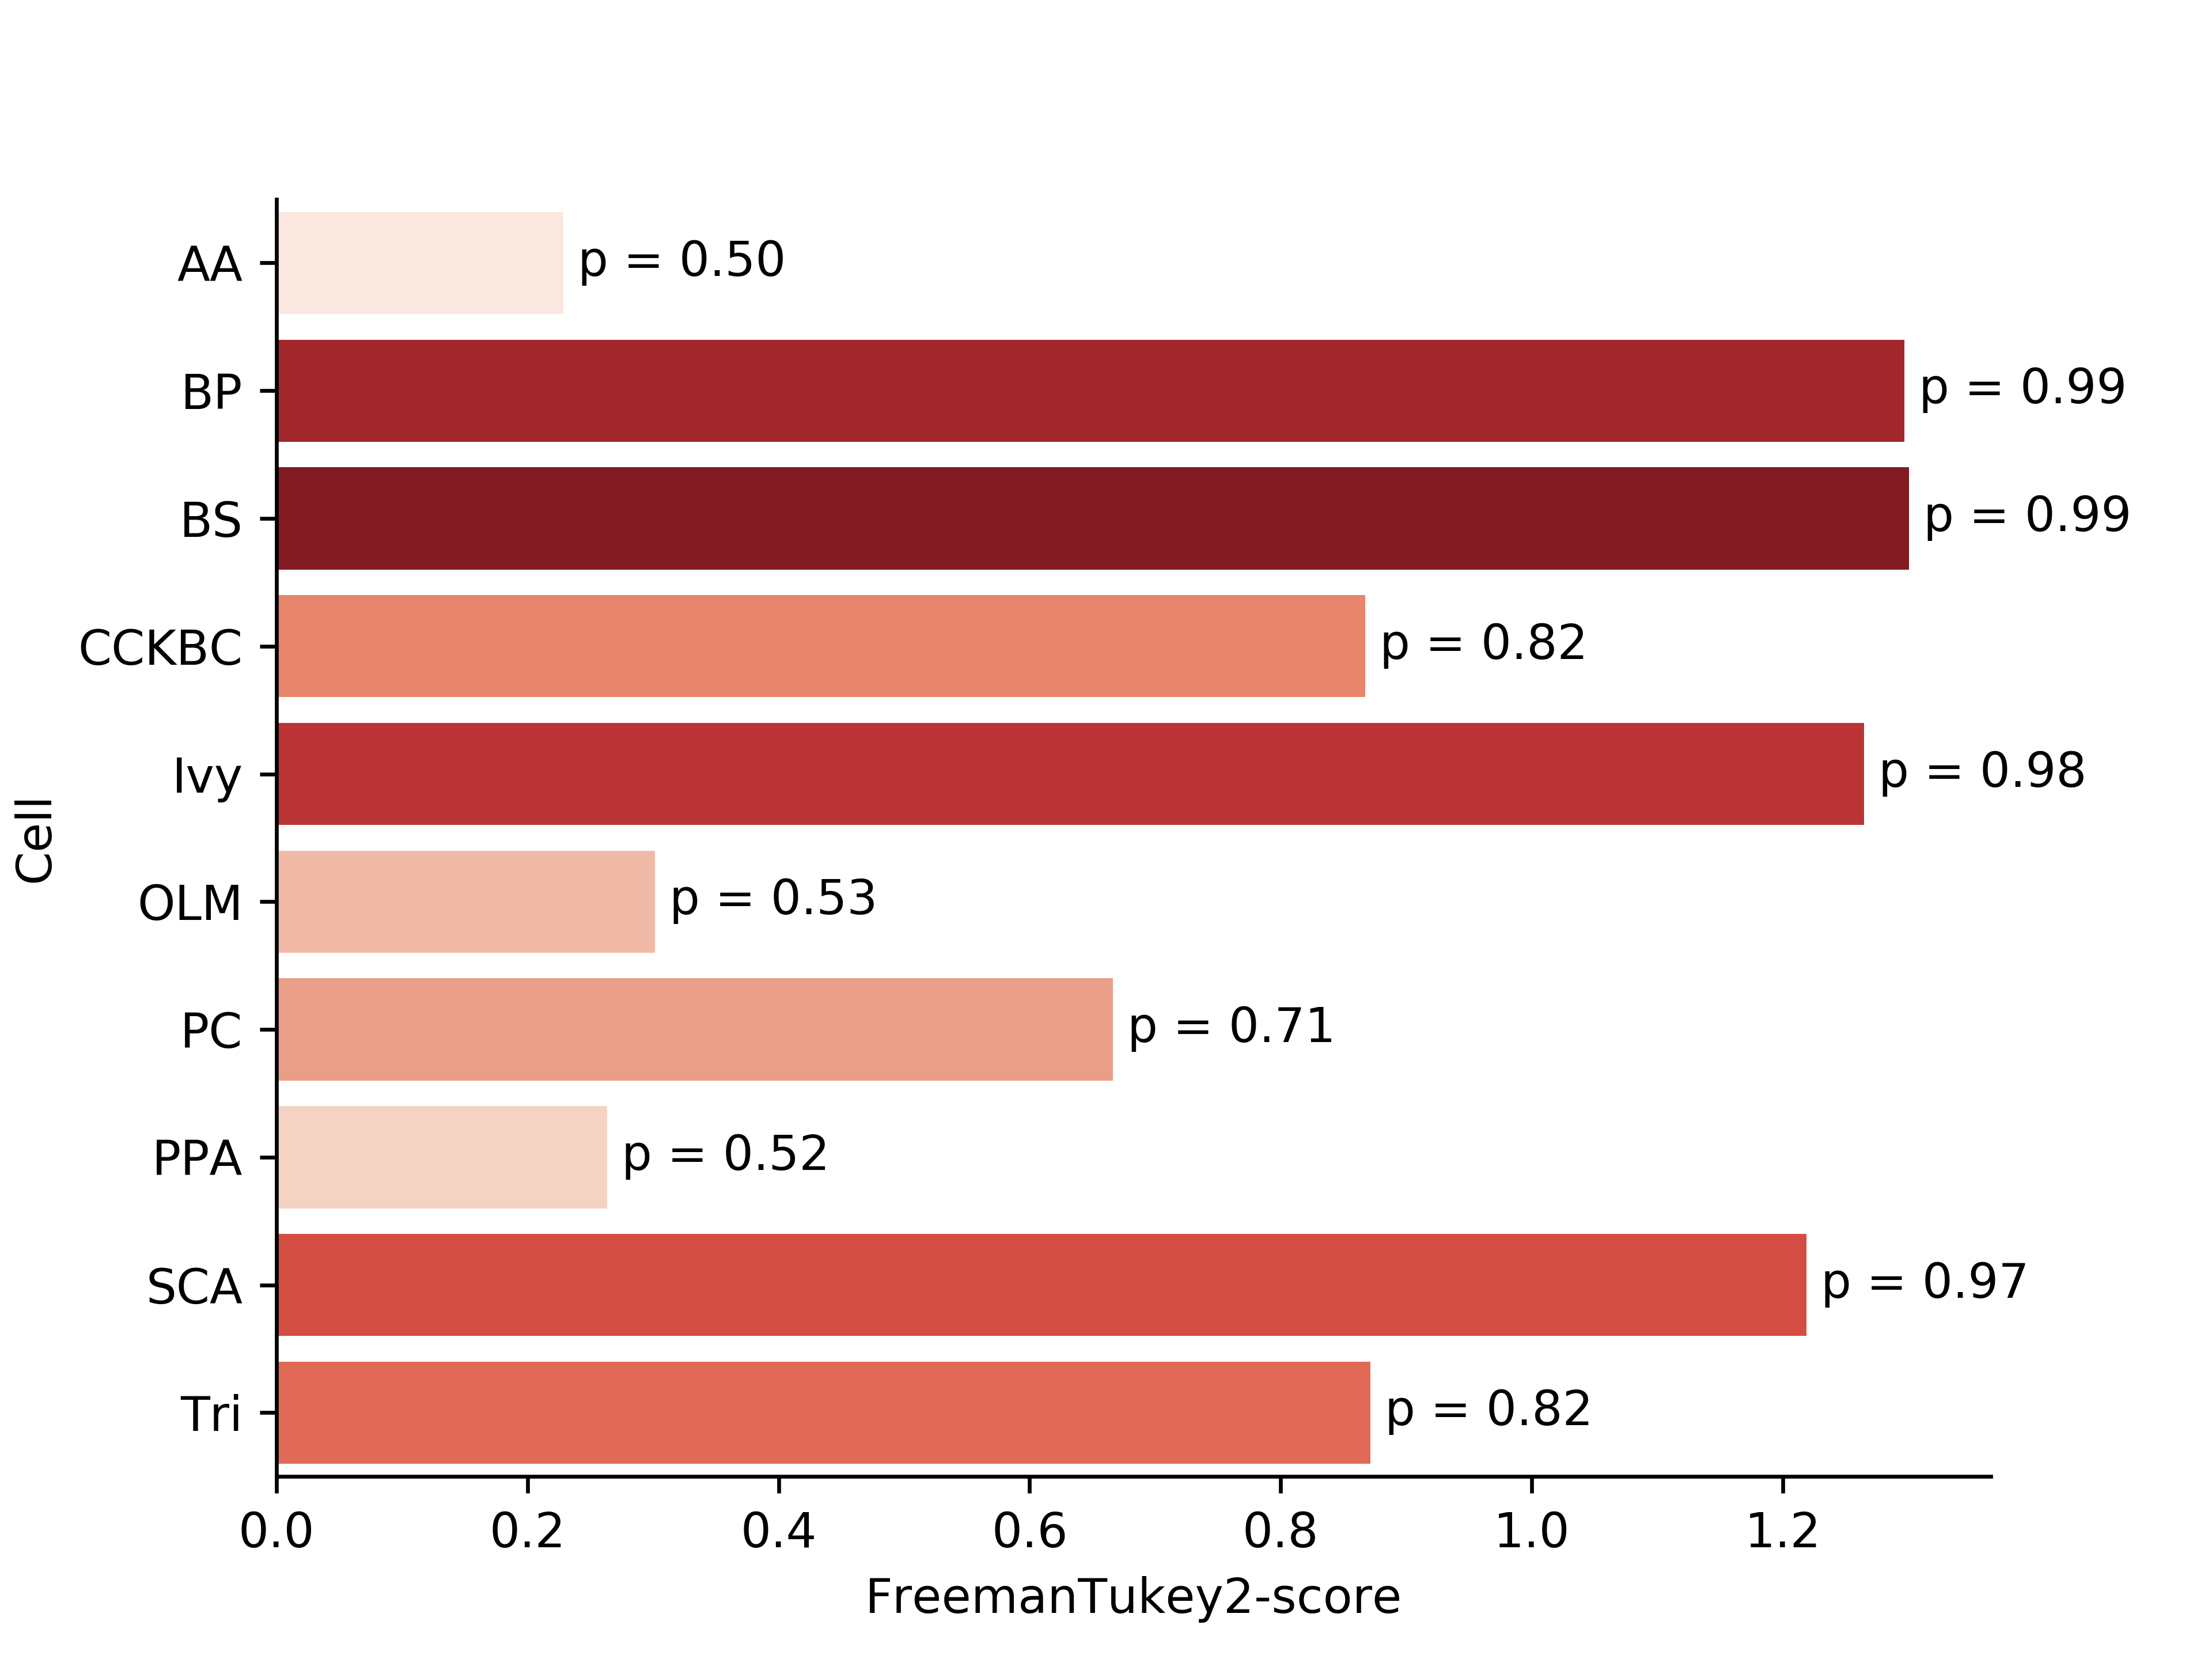 AA
p = 0.50
BP
p = 0.99
BS
p = 0.99
CCKBC
p = 0.82
Ivy
p = 0.98
OLM
p = 0.53
PC
p = 0.71
PPA
p = 0.52
SCA
p = 0.97
Tri
p = 0.82
Cell
0.0 0.2 0.4 0.6 0.8 1.0 1.2
FreemanTukey2-score